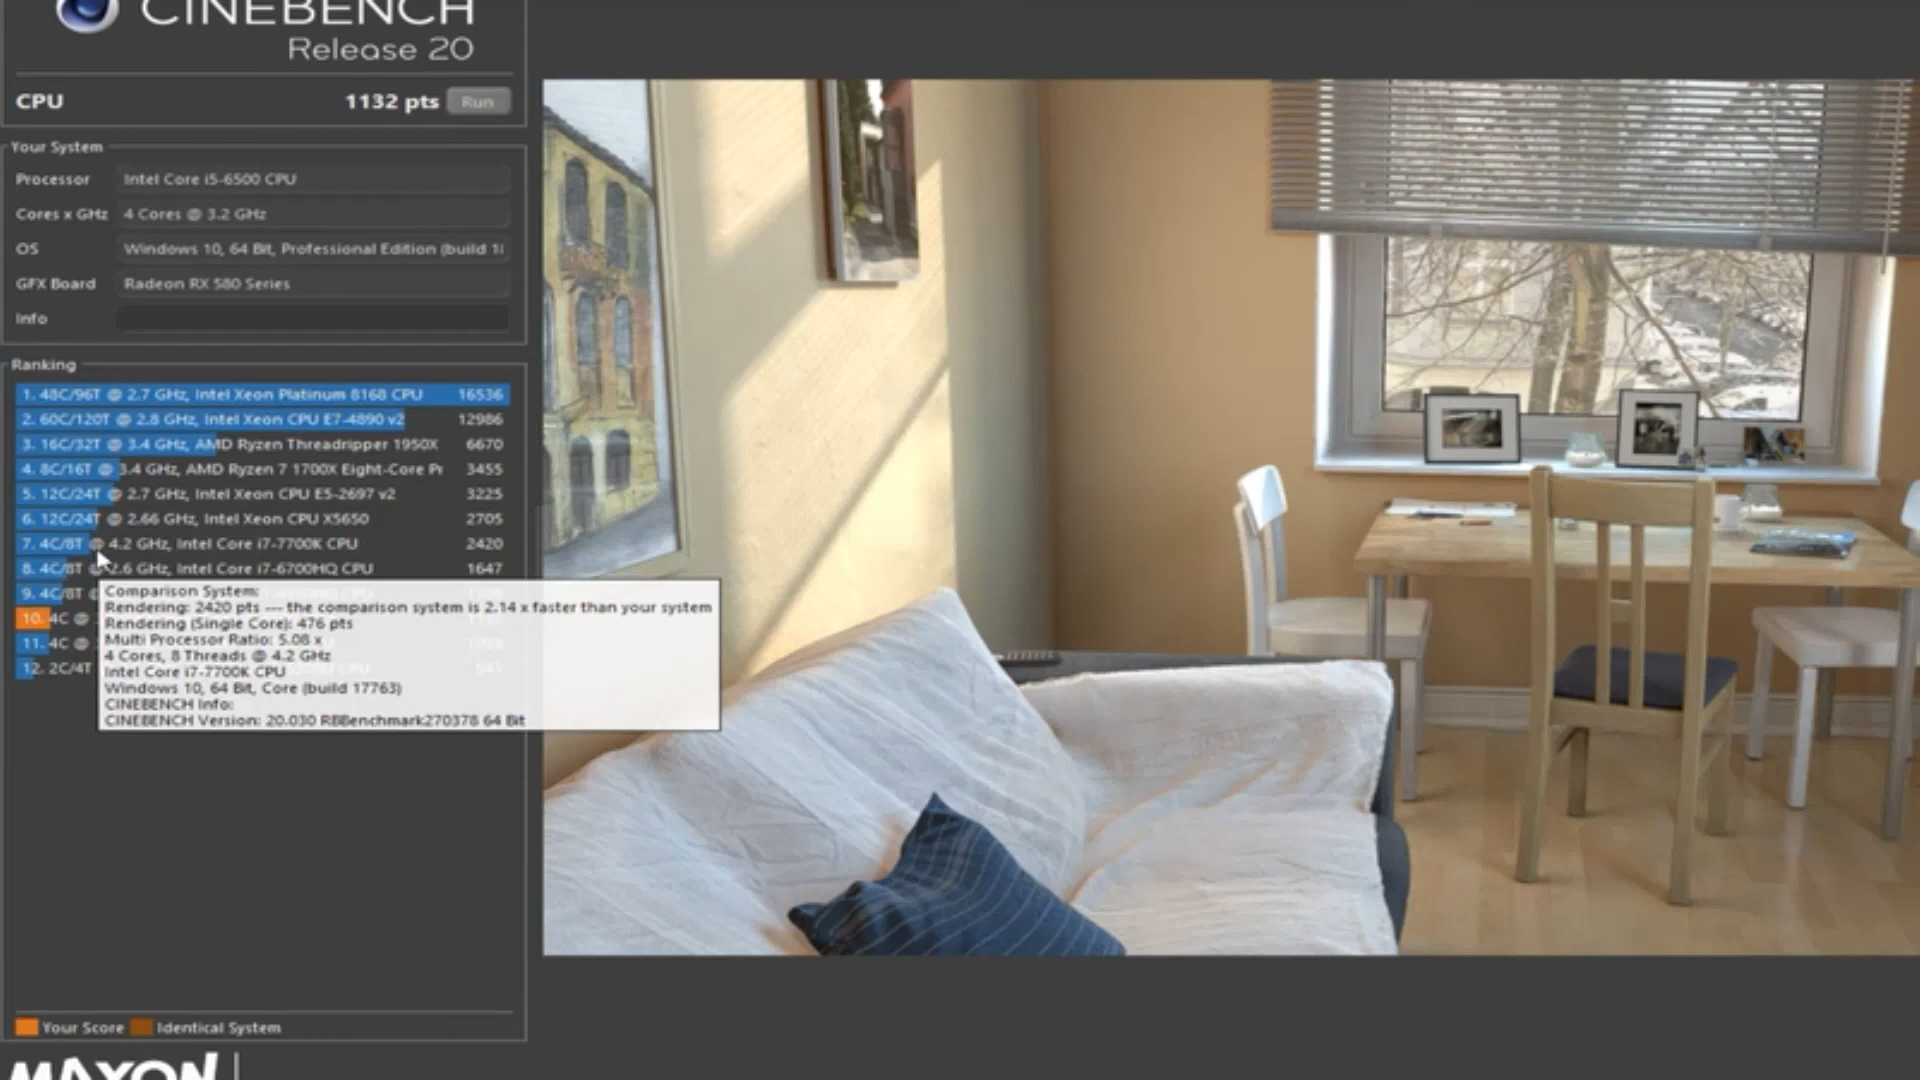 CINEBENCH
Release 20
CPU 1132 pts Run
Your System
Processor Intel Core i5-6500 CPU
Cores x GHz 4 Cores @ 3.2 GHz
OS Windows 10, 64 Bit, Professional Edition (build 1
GFX Board Radeon RX 580 Series
Info
Ranking
1. 48C/96T @ 2.7 GHz, Intel Xeon Platinum 8168 CPU 16536
2. 60C/120T @ 2.8 GHz, Intel Xeon CPU E7-4890 v2 12986
3. 16C/32T @ 3.4 GHz, AMD Ryzen Threadripper 1950X 6670
4. 8C/16T @ 3.4 GHz, AMD Ryzen 7 1700X Eight-Core Pr 3455
5. 12C/24T @ 2.7 GHz, Intel Xeon CPU E5-2697 v2 3225
6. 12C/24T @ 2.66 GHz, Intel Xeon CPU X5650 2705
7. 4C/8T @ 4.2 GHz, Intel Core i7-7700K CPU 2420
8. 4C/8T @ 2.6 GHz, Intel Core i7-6700HQ CPU 1647
9. 4C/8T @
10. 4C @
11. 4C @
12. 2C/4T
Comparison System:
Rendering: 2420 pts --- the comparison system is 2.14 x faster than your system
Rendering (Single Core): 476 pts
Multi Processor Ratio: 5.08 x
4 Cores, 8 Threads @ 4.2 GHz
Intel Core i7-7700K CPU
Windows 10, 64 Bit, Core (build 17763)
CINEBENCH Info:
CINEBENCH Version: 20.030 RBBenchmark270378 64 Bit
Your Score Identical System
MAXON